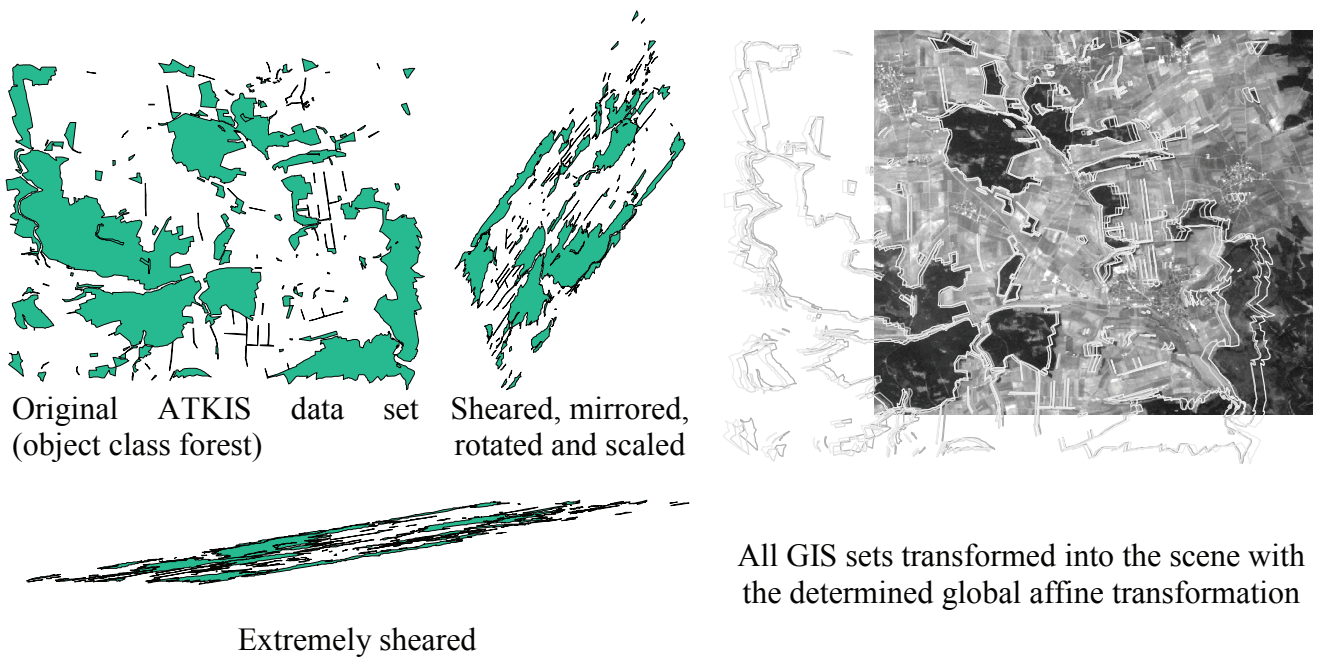 Original ATKIS data set
(object class forest)
Sheared, mirrored,
rotated and scaled
Extremely sheared
All GIS sets transformed into the scene with
the determined global affine transformation